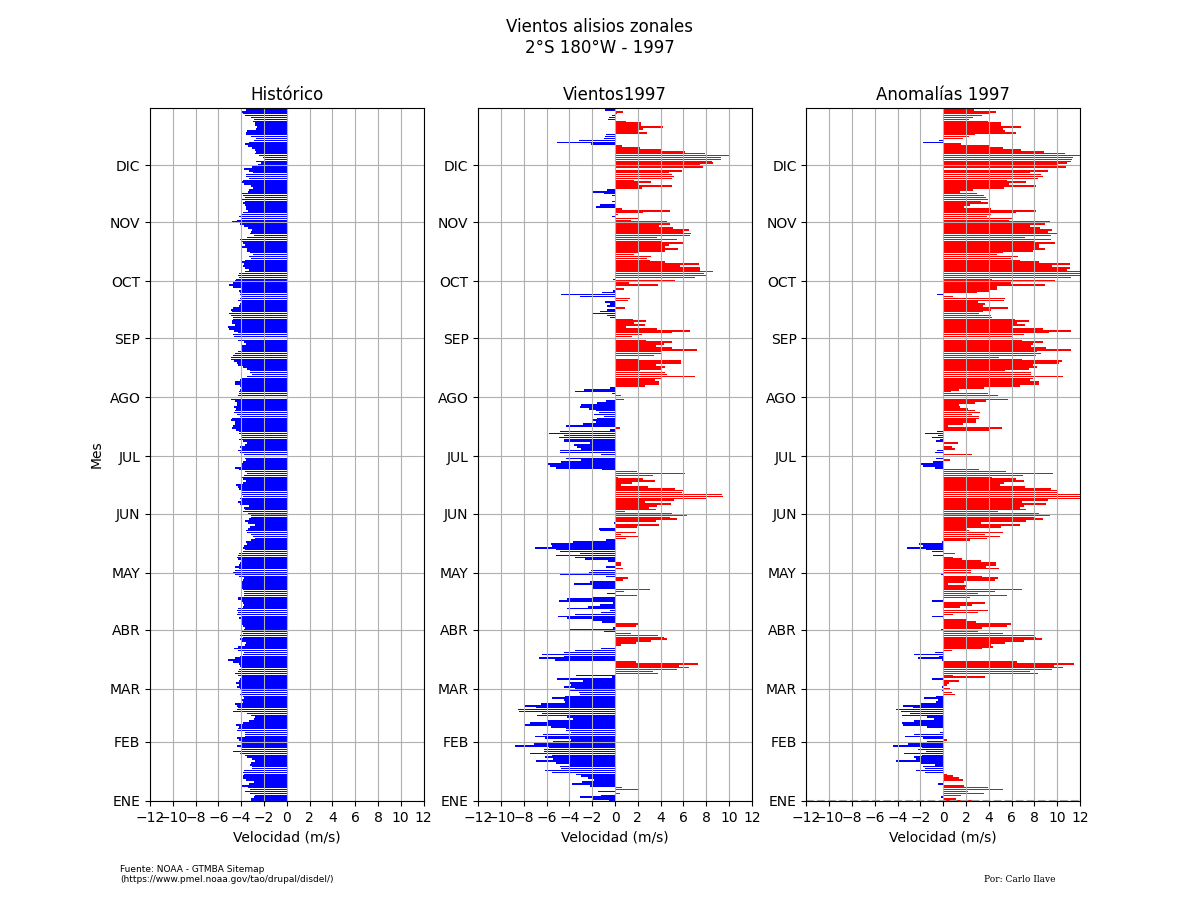 Vientos alisios zonales
2°S 180°W - 1997
Histórico
Vientos1997
Anomalías 1997
Mes
DIC
NOV
OCT
SEP
AGO
JUL
JUN
MAY
ABR
MAR
FEB
ENE
−12 −10 −8 −6 −4 −2 0 2 4 6 8 10 12
Velocidad (m/s)
DIC
NOV
OCT
SEP
AGO
JUL
JUN
MAY
ABR
MAR
FEB
ENE
−12 −10 −8 −6 −4 −2 0 2 4 6 8 10 12
Velocidad (m/s)
DIC
NOV
OCT
SEP
AGO
JUL
JUN
MAY
ABR
MAR
FEB
ENE
−12 −10 −8 −6 −4 −2 0 2 4 6 8 10 12
Velocidad (m/s)
Fuente: NOAA - GTMBA Sitemap
(https://www.pmel.noaa.gov/tao/drupal/disdel/)
Por: Carlo Ilave